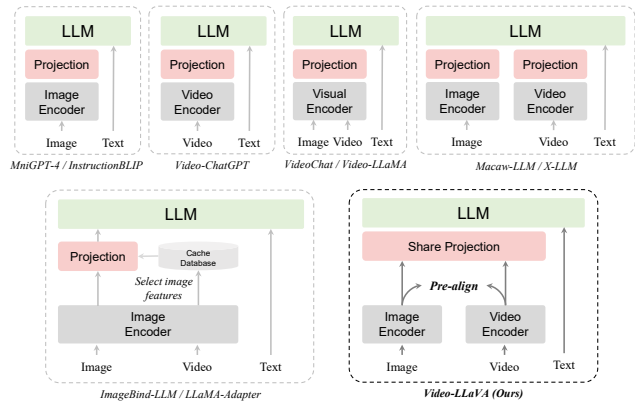 LLM
Projection
Image
Encoder
Image
Text
MniGPT-4 / InstructionBLIP
LLM
Projection
Video
Encoder
Video
Text
Video-ChatGPT
LLM
Projection
Visual
Encoder
Image
Video
Text
VideoChat / Video-LLaMA
LLM
Projection
Projection
Image
Encoder
Video
Encoder
Image
Video
Text
Macaw-LLM / X-LLM
LLM
Projection
Cache
Database
Select image
features
Image
Encoder
Image
Video
Text
ImageBind-LLM / LLaMA-Adapter
LLM
Share Projection
Pre-align
Image
Encoder
Video
Encoder
Image
Video
Text
Video-LLaVA (Ours)